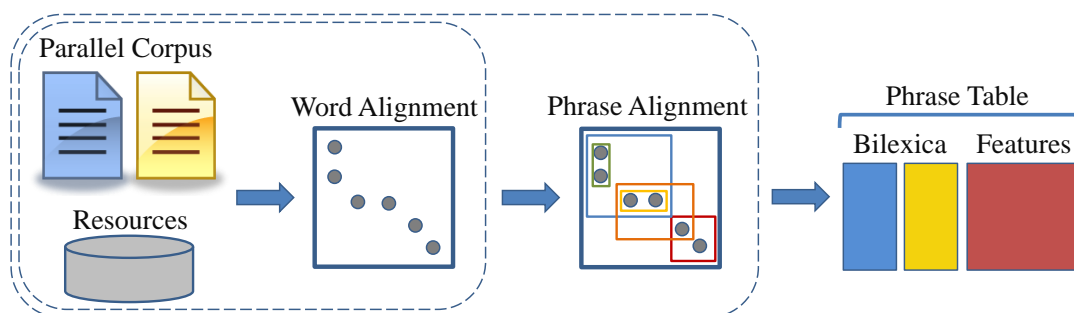 Parallel Corpus
Resources
Word Alignment
Phrase Alignment
Phrase Table
Bilexica
Features